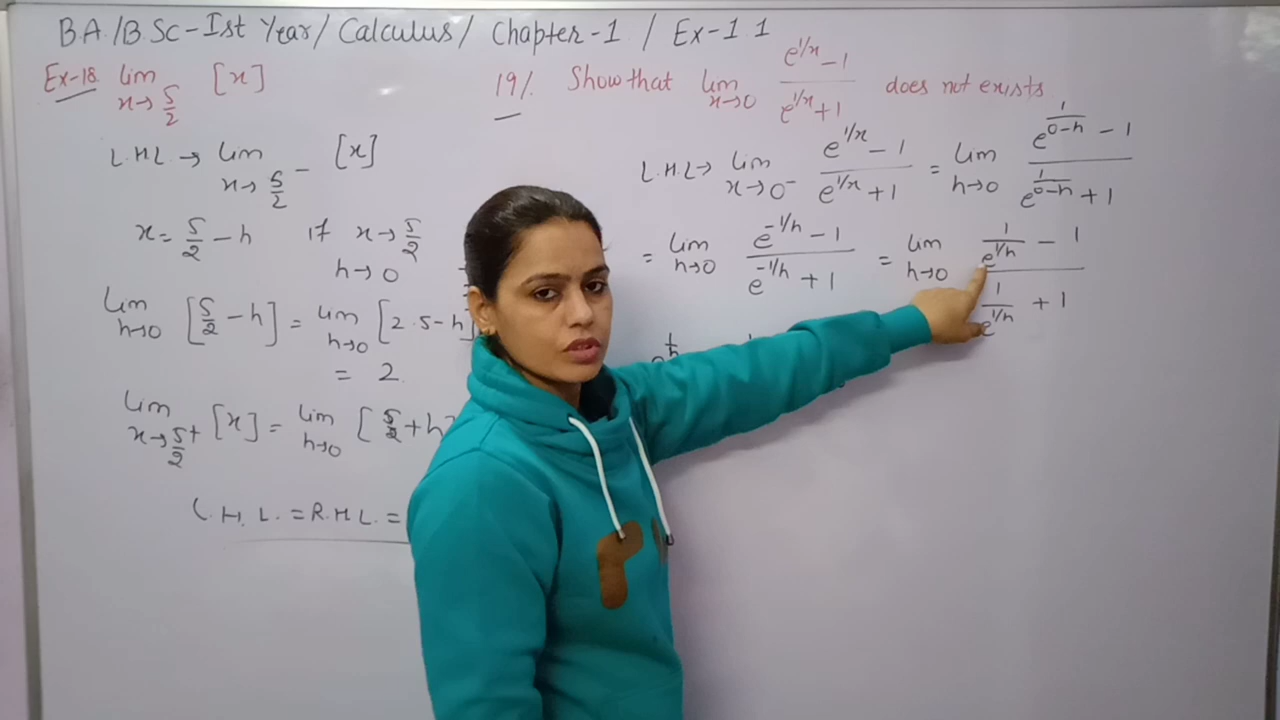 B.A./B.Sc-Ist Year/Calculus/Chapter-1/Ex-1.1
Ex-18 lim x→5/2 [x]
L.H.L→ lim x→5/2⁻ [x]
x=5/2-h if x→5/2
h→0
lim h→0 [5/2-h] = lim h→0 [2.5-h]
= 2
lim x→5/2+ [x] = lim h→0 [5/2+h]
L.H.L.=R.H.L.=
19/. Show that lim x→0 (e^1/x -1)/(e^1/x +1) does not exists
L.H.L→ lim x→0⁻ (e^1/x -1)/(e^1/x +1) = lim h→0 (e^(1/(0-h)) -1)/(e^(1/(0-h)) +1)
= lim h→0 (e^-1/h -1)/(e^-1/h +1) = lim h→0 (1/e^1/h -1)/(1/e^1/h +1)